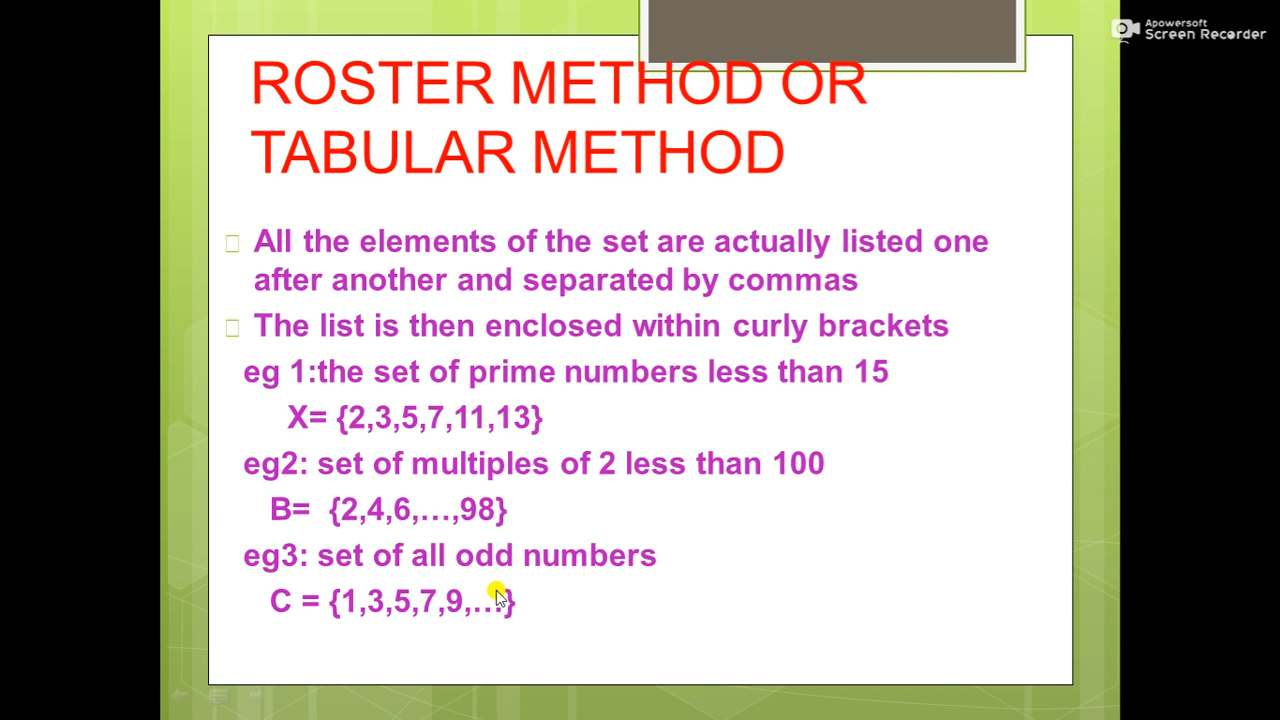 Apowersoft
Screen Recorder
ROSTER METHOD OR
TABULAR METHOD
All the elements of the set are actually listed one
after another and separated by commas
The list is then enclosed within curly brackets
eg 1:the set of prime numbers less than 15
X= {2,3,5,7,11,13}
eg2: set of multiples of 2 less than 100
B= {2,4,6,…,98}
eg3: set of all odd numbers
C = {1,3,5,7,9,…}